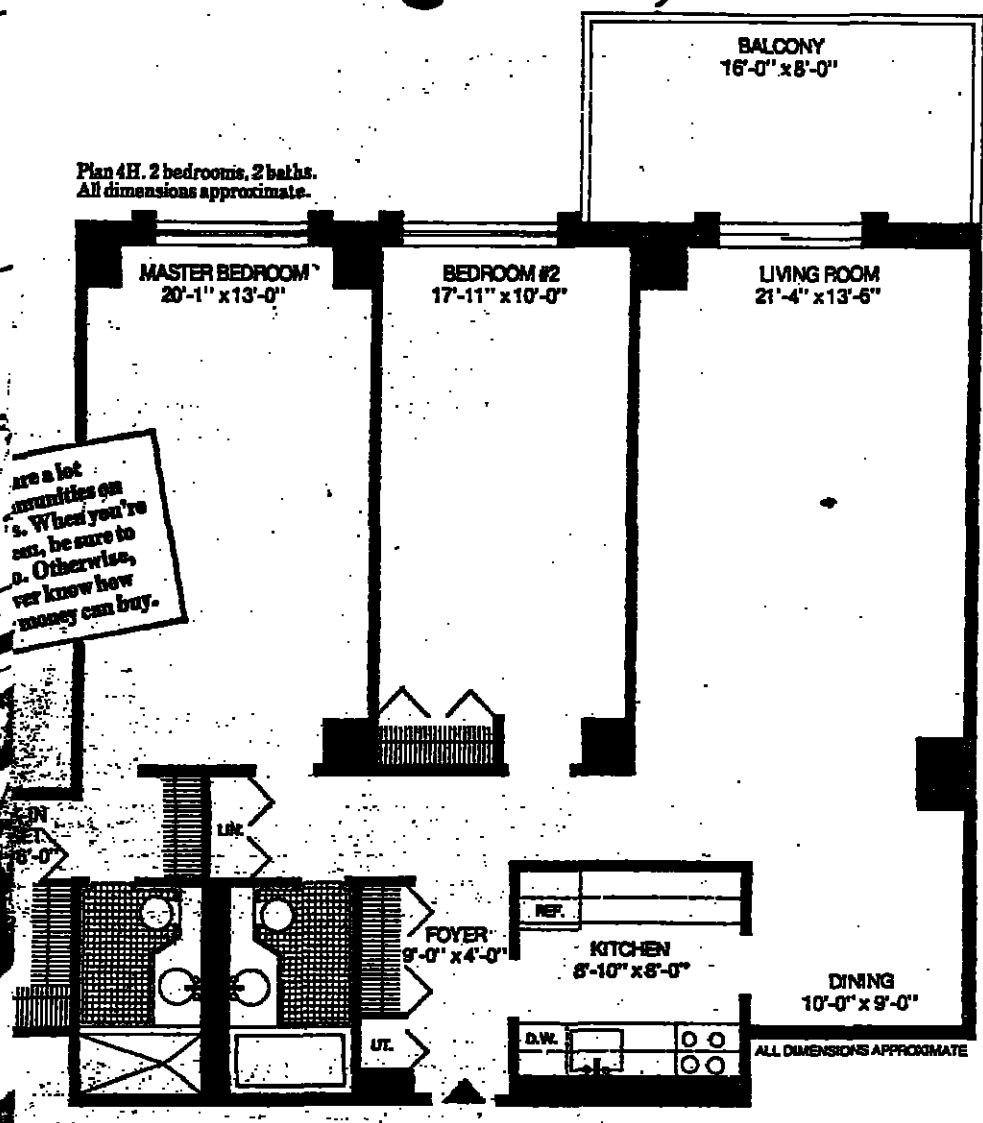 BALCONY
16'-0" x 8'-0"
Plan 4H. 2 bedrooms, 2 baths.
All dimensions approximate.
MASTER BEDROOM
20'-1" x 13'-0"
BEDROOM #2
17'-11" x 10'-0"
LIVING ROOM
21'-4" x 13'-6"
are a lot
munities on
s. When you're
be sure to
o. Otherwise,
ver know how
money can buy.
IN
6'-0"
LIN.
REF.
FOYER
9'-0" x 4'-0"
KITCHEN
8'-10" x 8'-0"
DINING
10'-0" x 9'-0"
UT.
D.W.
ALL DIMENSIONS APPROXIMATE